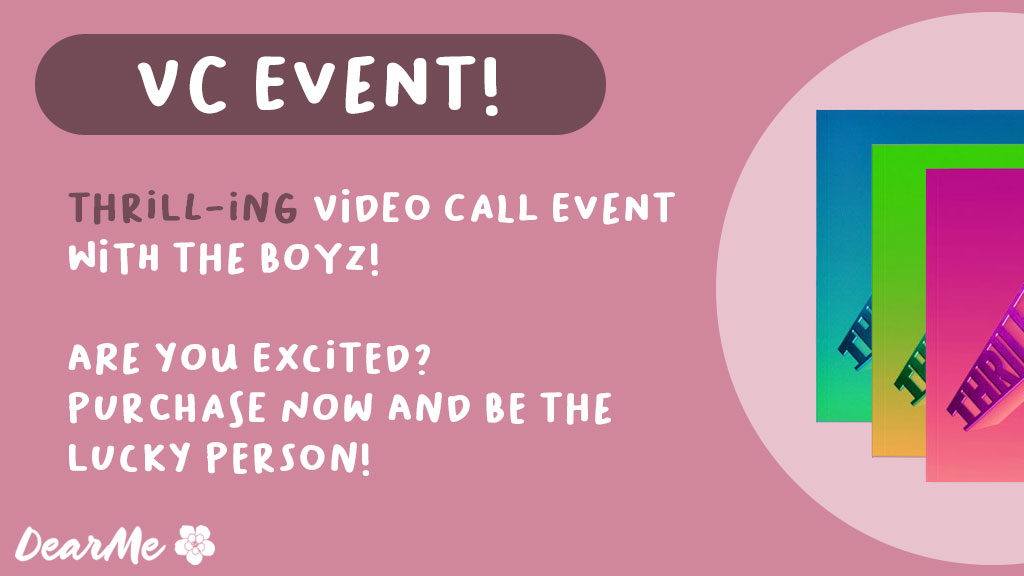 VC EVENT!
THRiLL-iNG ViDEO CALL EVENT
WiTH THE BOYZ!
ARE YOU EXCiTED?
PURCHASE NOW AND BE THE
LUCKY PERSON!
DearMe